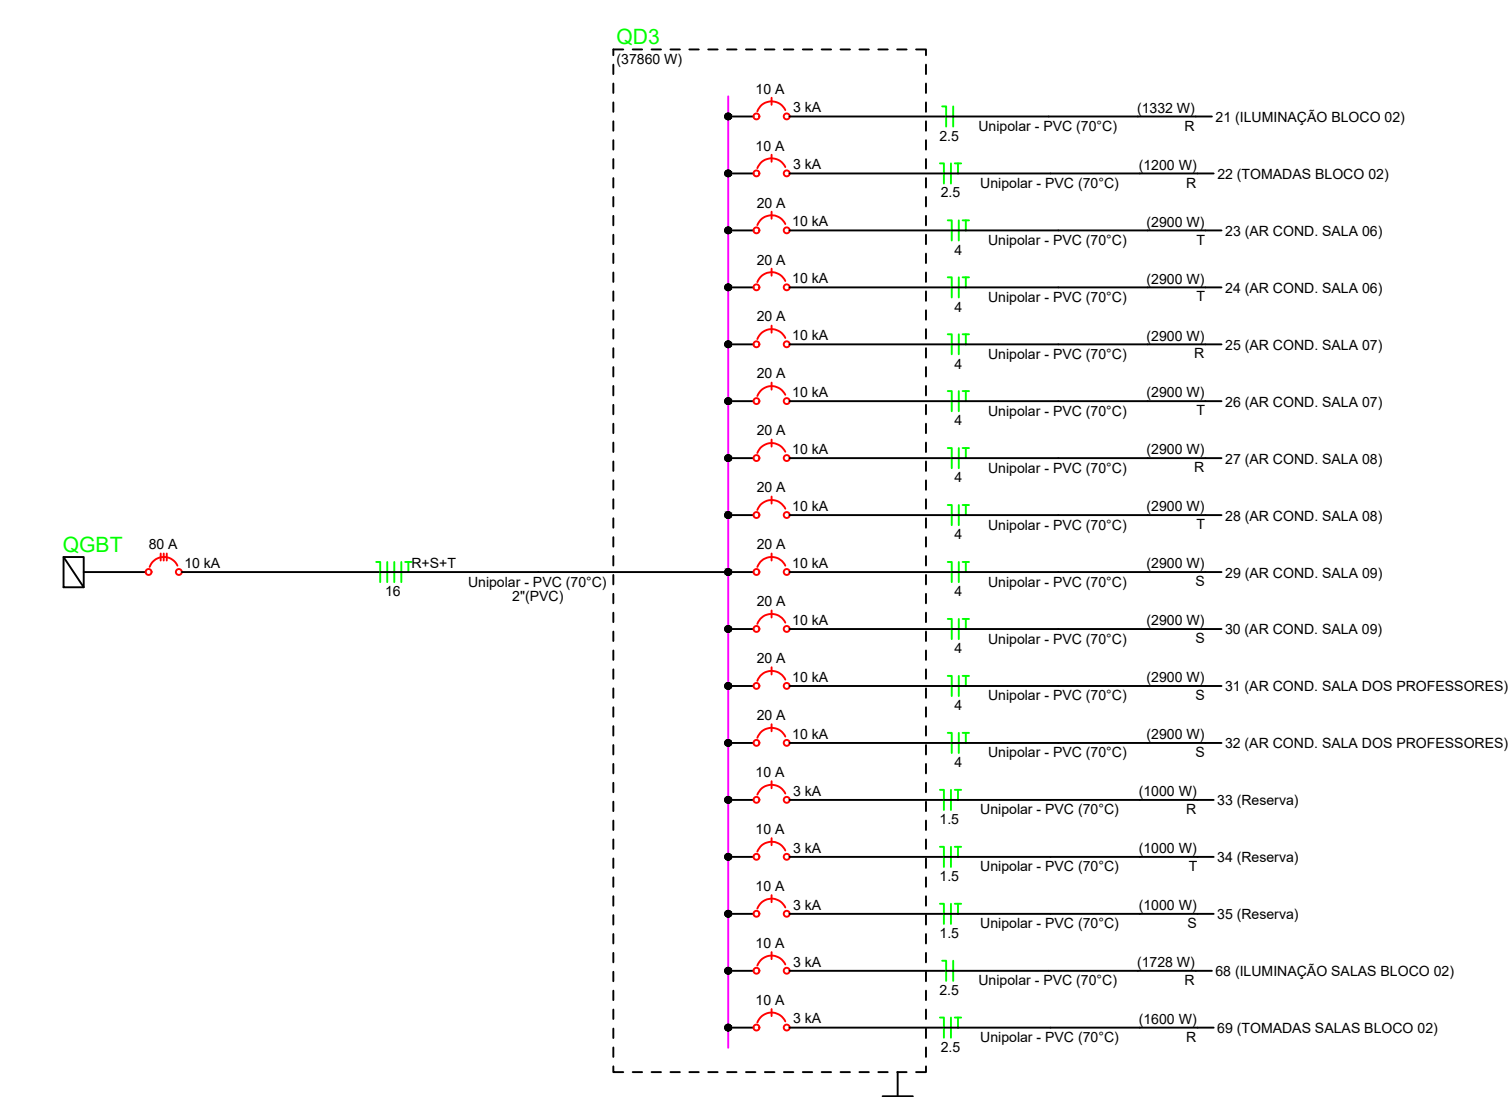 QD3
(37860 W)
10 A
3 kA
2.5
Unipolar - PVC (70°C)
(1332 W)
R
21 (ILUMINAÇÃO BLOCO 02)
10 A
3 kA
2.5
Unipolar - PVC (70°C)
(1200 W)
R
22 (TOMADAS BLOCO 02)
20 A
10 kA
4
Unipolar - PVC (70°C)
(2900 W)
T
23 (AR COND. SALA 06)
20 A
10 kA
4
Unipolar - PVC (70°C)
(2900 W)
T
24 (AR COND. SALA 06)
20 A
10 kA
4
Unipolar - PVC (70°C)
(2900 W)
R
25 (AR COND. SALA 07)
20 A
10 kA
4
Unipolar - PVC (70°C)
(2900 W)
T
26 (AR COND. SALA 07)
20 A
10 kA
4
Unipolar - PVC (70°C)
(2900 W)
R
27 (AR COND. SALA 08)
20 A
10 kA
4
Unipolar - PVC (70°C)
(2900 W)
T
28 (AR COND. SALA 08)
QGBT
80 A
10 kA
R+S+T
16
Unipolar - PVC (70°C)
2"(PVC)
20 A
10 kA
4
Unipolar - PVC (70°C)
(2900 W)
S
29 (AR COND. SALA 09)
20 A
10 kA
4
Unipolar - PVC (70°C)
(2900 W)
S
30 (AR COND. SALA 09)
20 A
10 kA
4
Unipolar - PVC (70°C)
(2900 W)
S
31 (AR COND. SALA DOS PROFESSORES)
20 A
10 kA
4
Unipolar - PVC (70°C)
(2900 W)
S
32 (AR COND. SALA DOS PROFESSORES)
10 A
3 kA
1.5
Unipolar - PVC (70°C)
(1000 W)
R
33 (Reserva)
10 A
3 kA
1.5
Unipolar - PVC (70°C)
(1000 W)
T
34 (Reserva)
10 A
3 kA
1.5
Unipolar - PVC (70°C)
(1000 W)
S
35 (Reserva)
10 A
3 kA
2.5
Unipolar - PVC (70°C)
(1728 W)
R
68 (ILUMINAÇÃO SALAS BLOCO 02)
10 A
3 kA
2.5
Unipolar - PVC (70°C)
(1600 W)
R
69 (TOMADAS SALAS BLOCO 02)